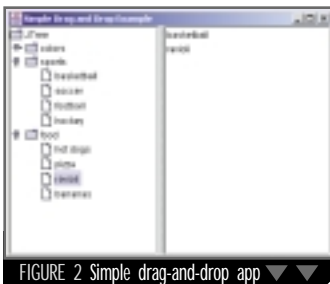 Simple Drag and Drop Example
JTree
colors
sports
basketball
soccer
football
hockey
food
hot dogs
pizza
ravioli
bananas
basketball
ravioli
FIGURE 2 Simple drag-and-drop app